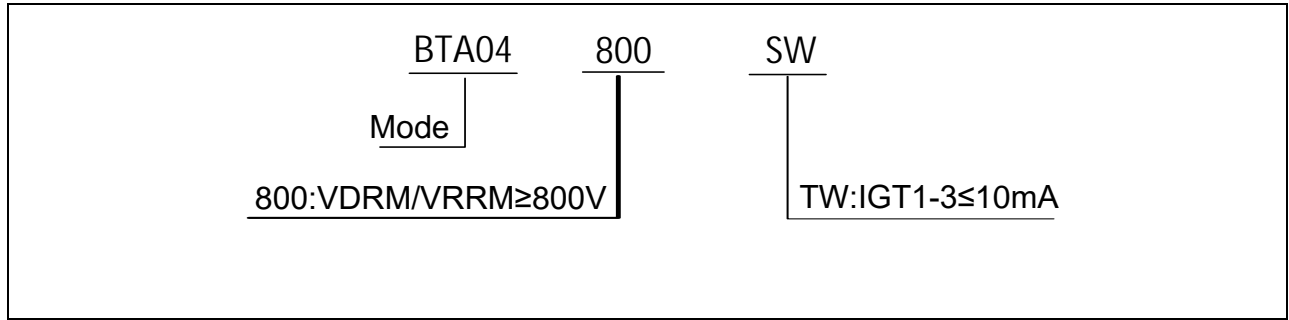 BTA04 800 SW
Mode
800:VDRM/VRRM≥800V TW:IGT1-3≤10mA